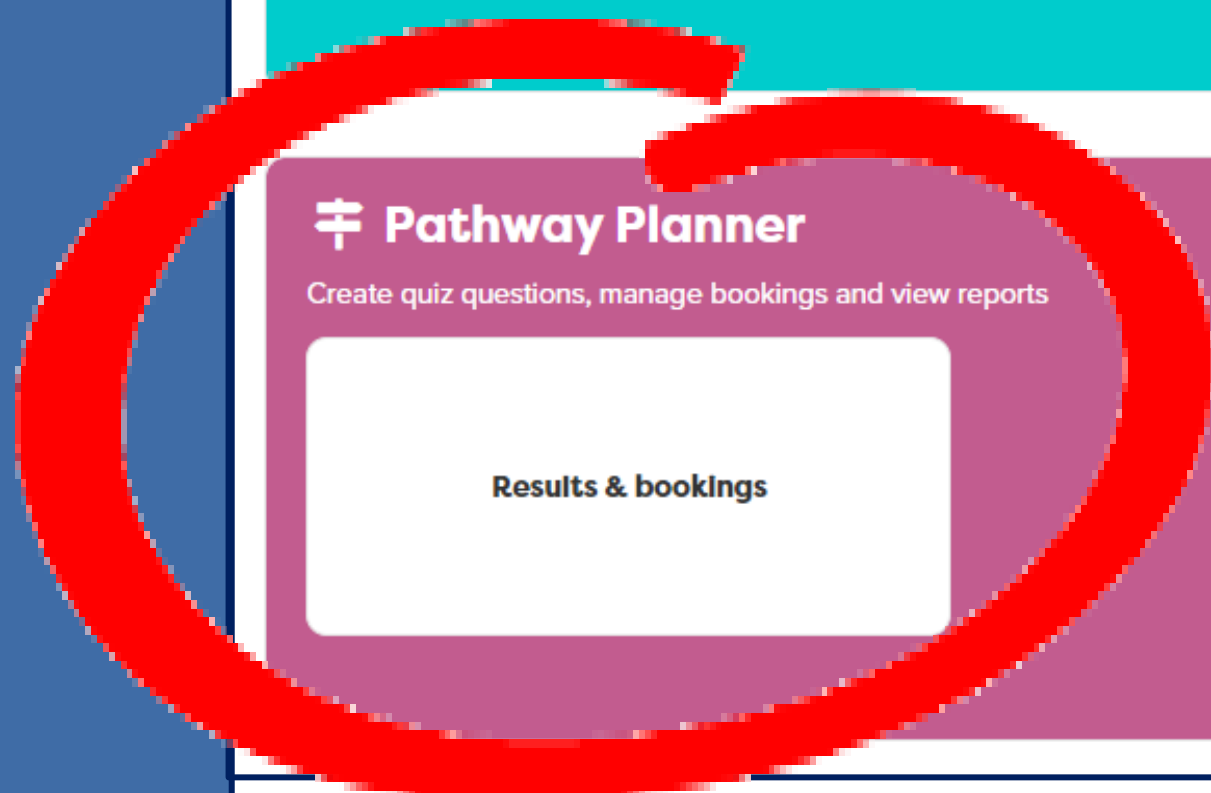 Pathway Planner
Create quiz questions, manage bookings and view reports
Results & bookings